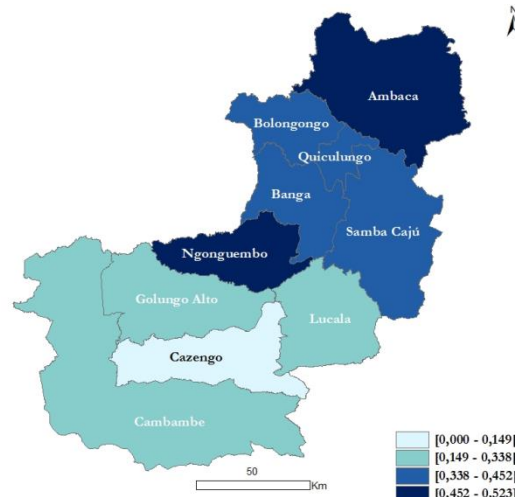 N
Ambaca
Bolongongo
Quiculungo
Banga
Samba Cajú
Ngonguembo
Golungo Alto
Lucala
Cazengo
Cambambe
50
Km
[0,000 - 0,149]
[0,149 - 0,338]
[0,338 - 0,452]
[0,452 - 0,523]